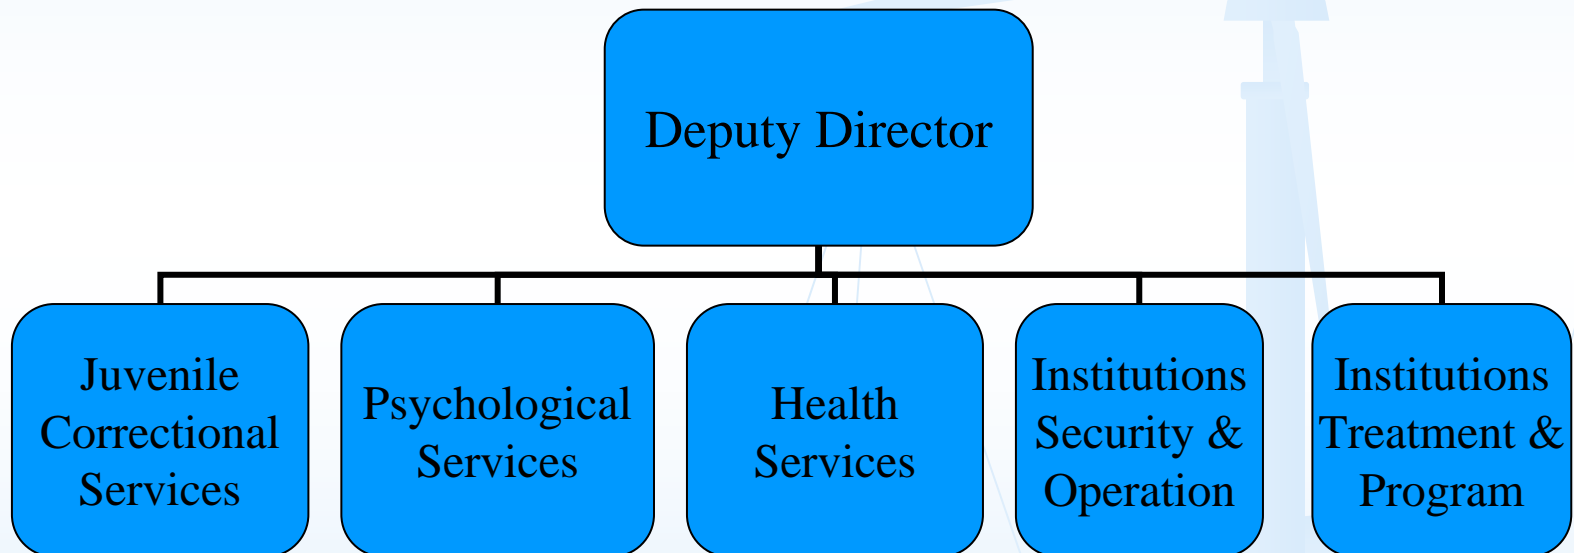 Deputy Director
Juvenile
Correctional
Services
Psychological
Services
Health
Services
Institutions
Security &
Operation
Institutions
Treatment &
Program